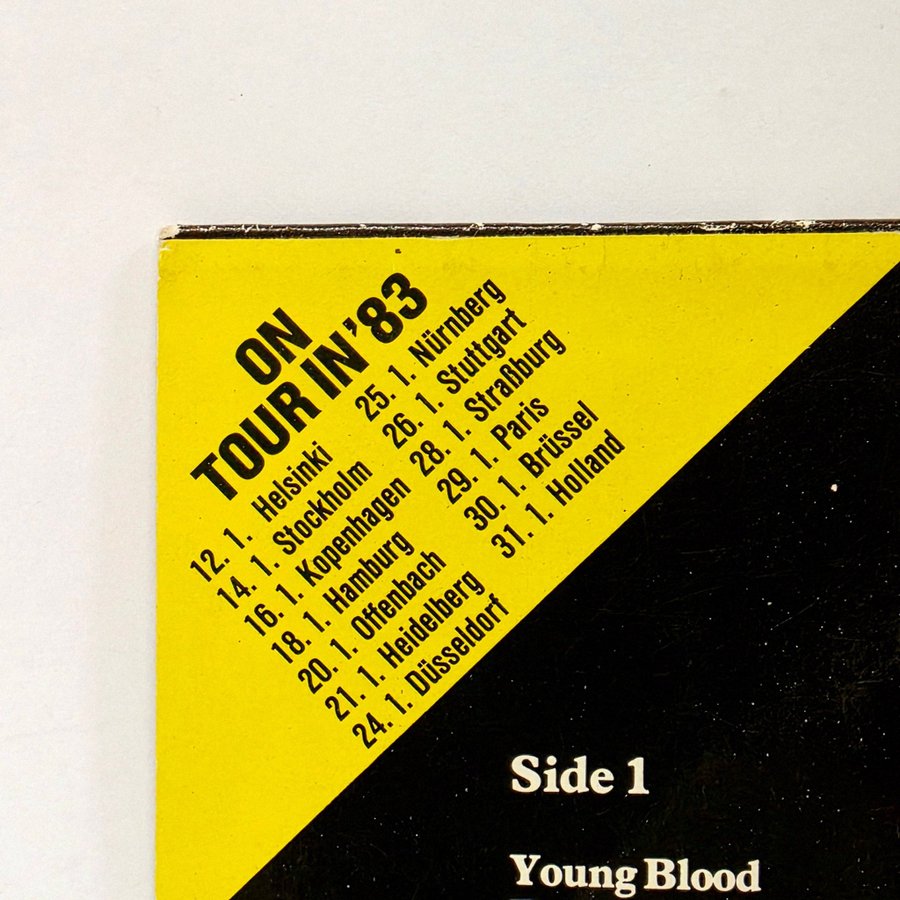 ON
TOUR IN '83
12. 1. Helsinki
14. 1. Stockholm
16. 1. Kopenhagen
18. 1. Hamburg
20. 1. Offenbach
21. 1. Heidelberg
24. 1. Düsseldorf
25. 1. Nürnberg
26. 1. Stuttgart
28. 1. Straßburg
29. 1. Paris
30. 1. Brüssel
31. 1. Holland
Side 1
Young Blood